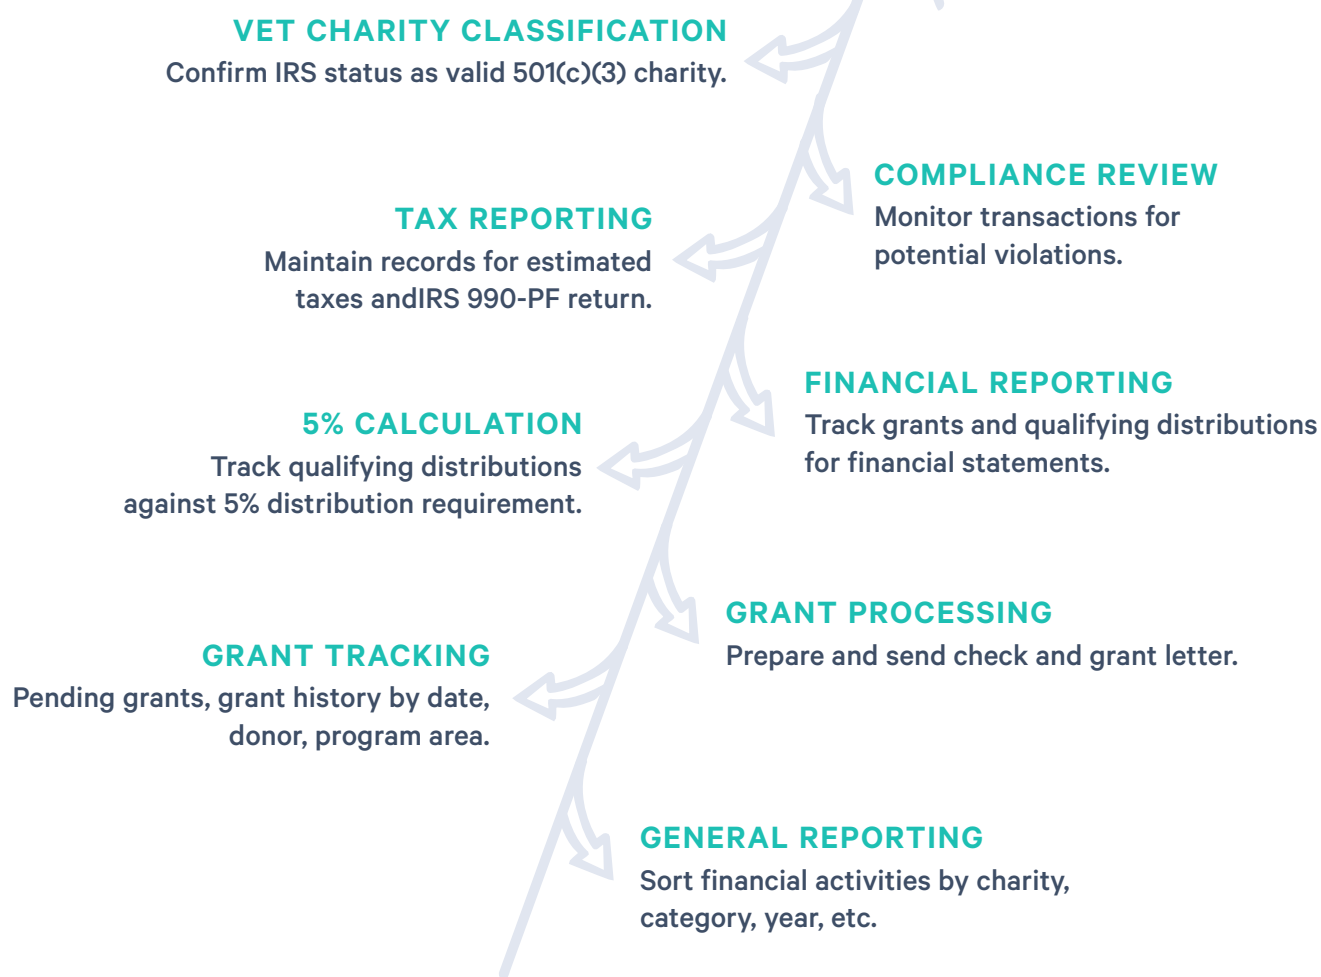 VET CHARITY CLASSIFICATION
Confirm IRS status as valid 501(c)(3) charity.
COMPLIANCE REVIEW
Monitor transactions for
potential violations.
TAX REPORTING
Maintain records for estimated
taxes andIRS 990-PF return.
FINANCIAL REPORTING
Track grants and qualifying distributions
for financial statements.
5% CALCULATION
Track qualifying distributions
against 5% distribution requirement.
GRANT PROCESSING
Prepare and send check and grant letter.
GRANT TRACKING
Pending grants, grant history by date,
donor, program area.
GENERAL REPORTING
Sort financial activities by charity,
category, year, etc.